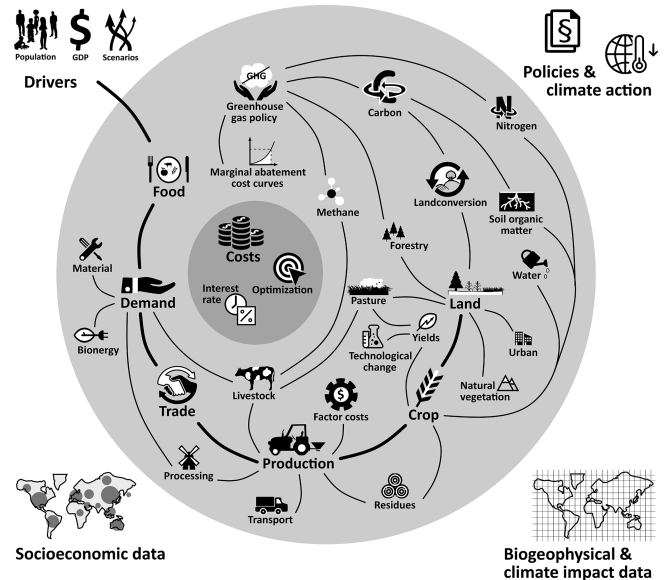 Population
GDP
Scenarios
Drivers
§
Policies &
climate action
GHG
Greenhouse
gas policy
Carbon
Nitrogen
Marginal abatement
cost curves
Food
Methane
Landconversion
Soil organic
matter
Costs
Forestry
Water
Material
Interest
rate
%
Optimization
Demand
Pasture
Land
Bionergy
Yields
Technological
change
Urban
Trade
Livestock
$
Factor costs
Crop
Natural
vegetation
Processing
Production
Transport
Residues
Socioeconomic data
Biogeophysical &
climate impact data